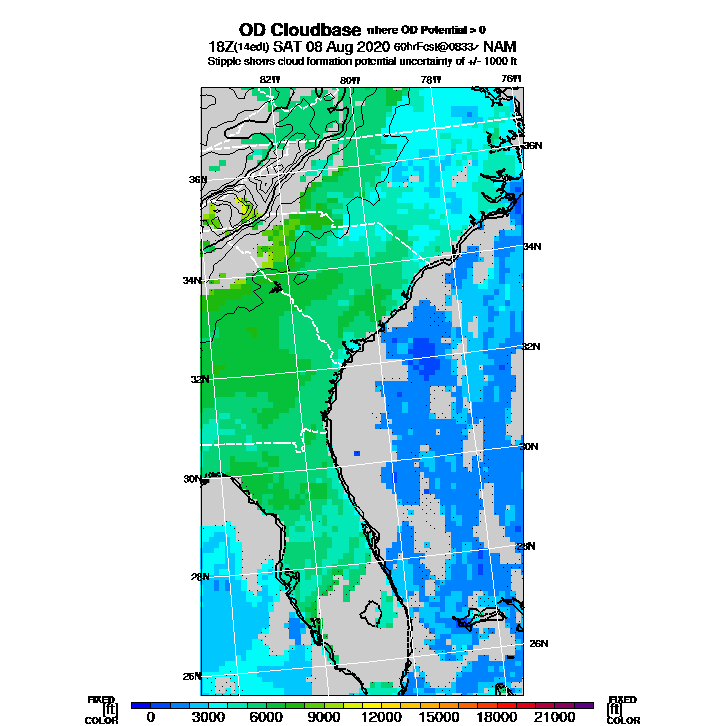 OD Cloudbase where OD Potential > 0
18Z(14edt) SAT 08 Aug 2020 60hrFcst@0833z NAM
Stipple shows cloud formation potential uncertainty of +/- 1000 ft
82W 80W 78W 76W
36N
36N
34N
34N
32N
32N
30N
30N
28N
28N
26N
26N
FIXED FIXED
[ft] [ft]
COLOR COLOR
0 3000 6000 9000 12000 15000 18000 21000